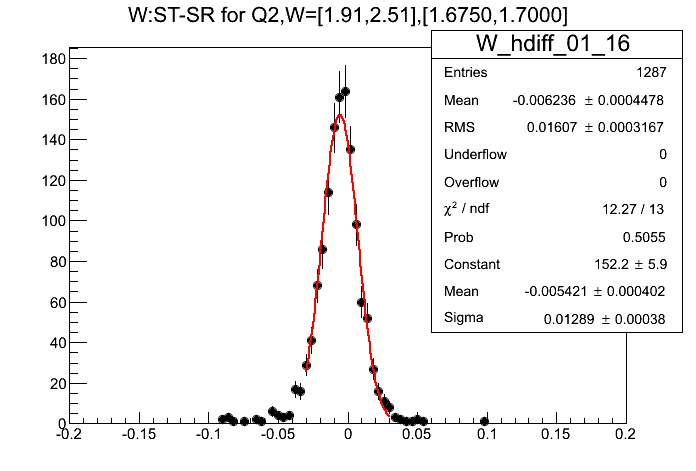 W:ST-SR for Q2,W=[1.91,2.51],[1.6750,1.7000]
W_hdiff_01_16
Entries 1287
Mean -0.006236 ± 0.0004478
RMS 0.01607 ± 0.0003167
Underflow 0
Overflow 0
χ² / ndf 12.27 / 13
Prob 0.5055
Constant 152.2 ± 5.9
Mean -0.005421 ± 0.000402
Sigma 0.01289 ± 0.00038
180
160
140
120
100
80
60
40
20
0
-0.2 -0.15 -0.1 -0.05 0 0.05 0.1 0.15 0.2